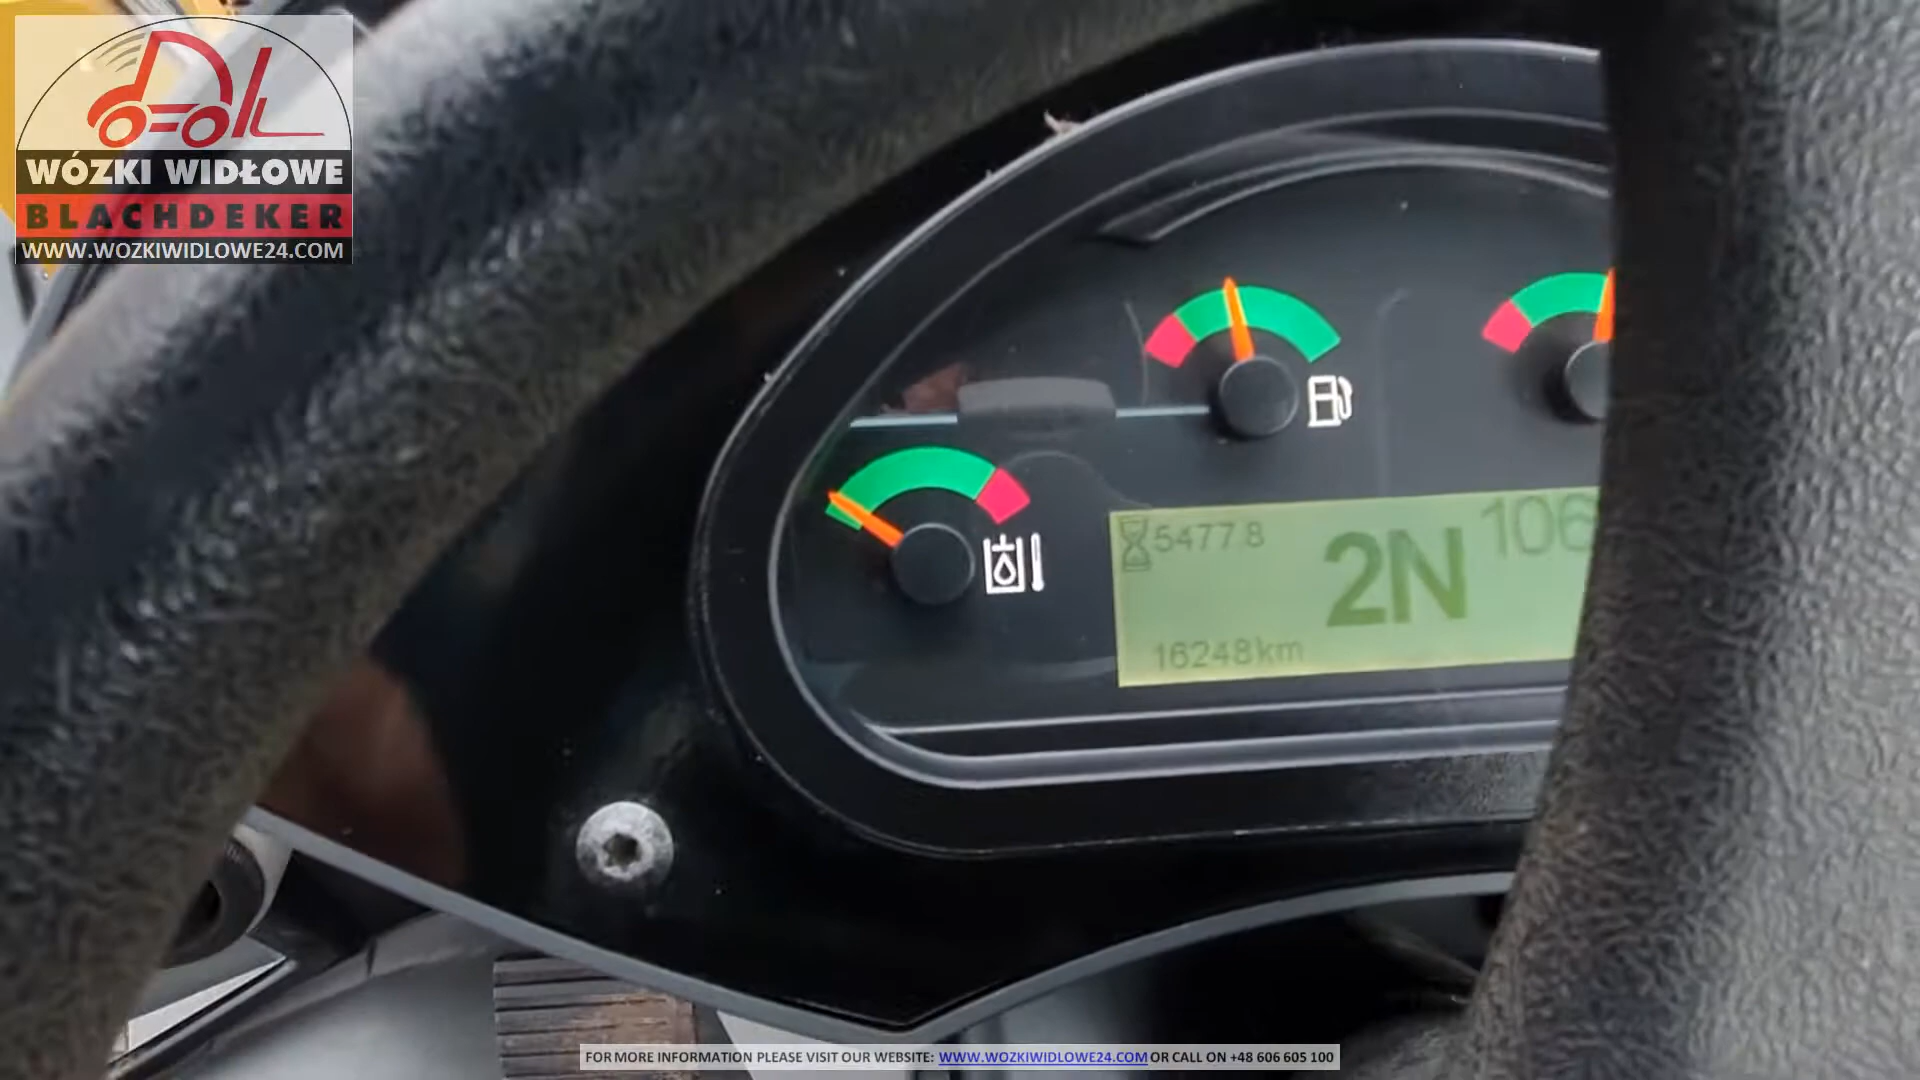 WÓZKI WIDŁOWE
BLACHDEKER
WWW.WOZKIWIDLOWE24.COM
5477.8
2N
106
16248km
FOR MORE INFORMATION PLEASE VISIT OUR WEBSITE: WWW.WOZKIWIDLOWE24.COM OR CALL ON +48 606 605 100